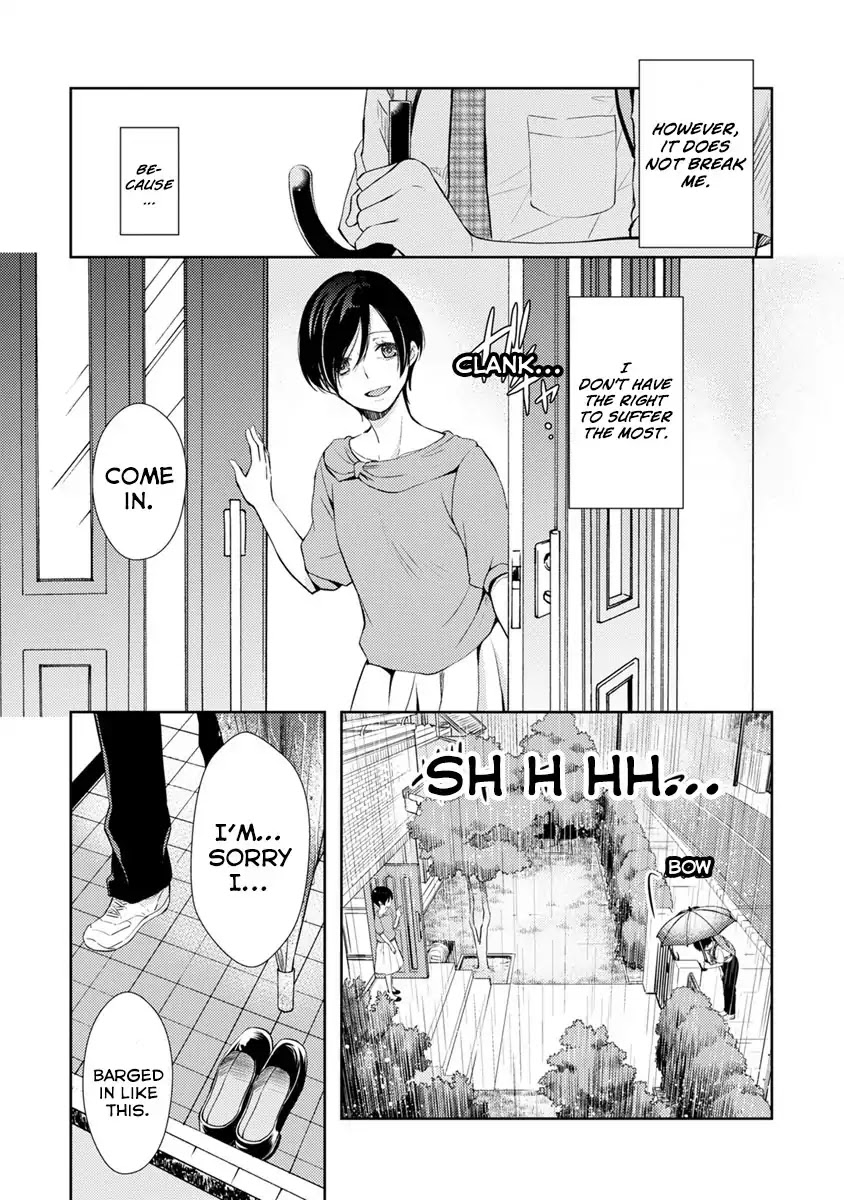 HOWEVER,
IT DOES
NOT BREAK
ME.
BE-
CAUSE
...
I
DON'T HAVE
THE RIGHT
TO SUFFER
THE MOST.
CLANK...
COME
IN.
SH H HH...
BOW
I'M...
SORRY
I...
BARGED
IN LIKE
THIS.